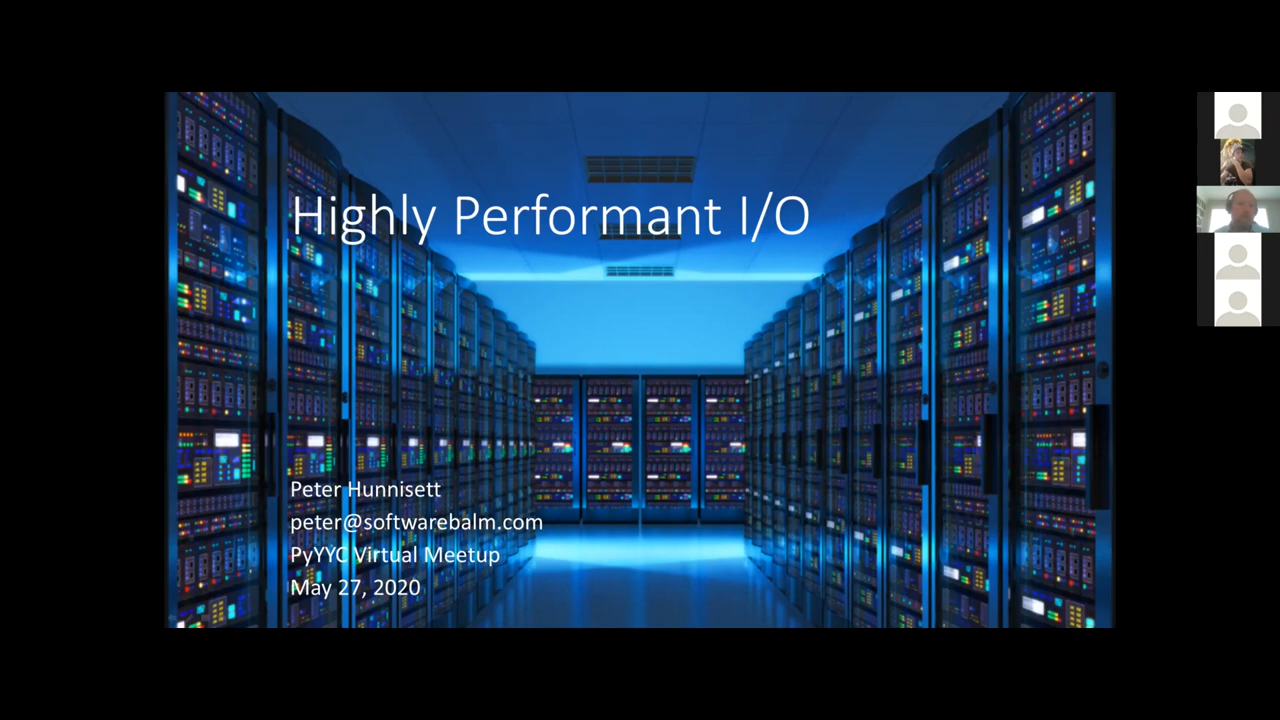 Highly Performant I/O
Peter Hunnisett
peter@softwarebalm.com
PyYYC Virtual Meetup
May 27, 2020